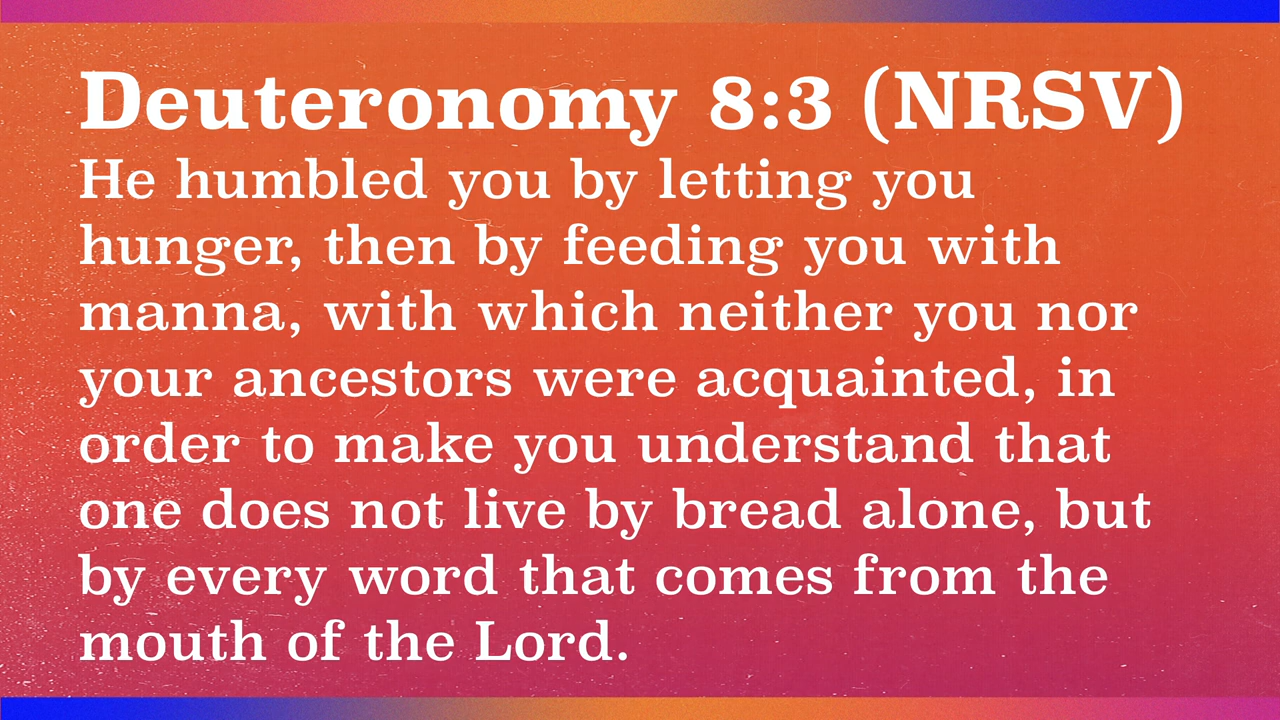 Deuteronomy 8:3 (NRSV)
He humbled you by letting you
hunger, then by feeding you with
manna, with which neither you nor
your ancestors were acquainted, in
order to make you understand that
one does not live by bread alone, but
by every word that comes from the
mouth of the Lord.